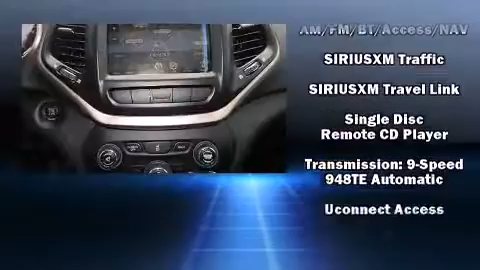 AM/FM/BT/Access/NAV
SIRIUSXM Traffic
SIRIUSXM Travel Link
Single Disc
Remote CD Player
Transmission: 9-Speed
948TE Automatic
Uconnect Access